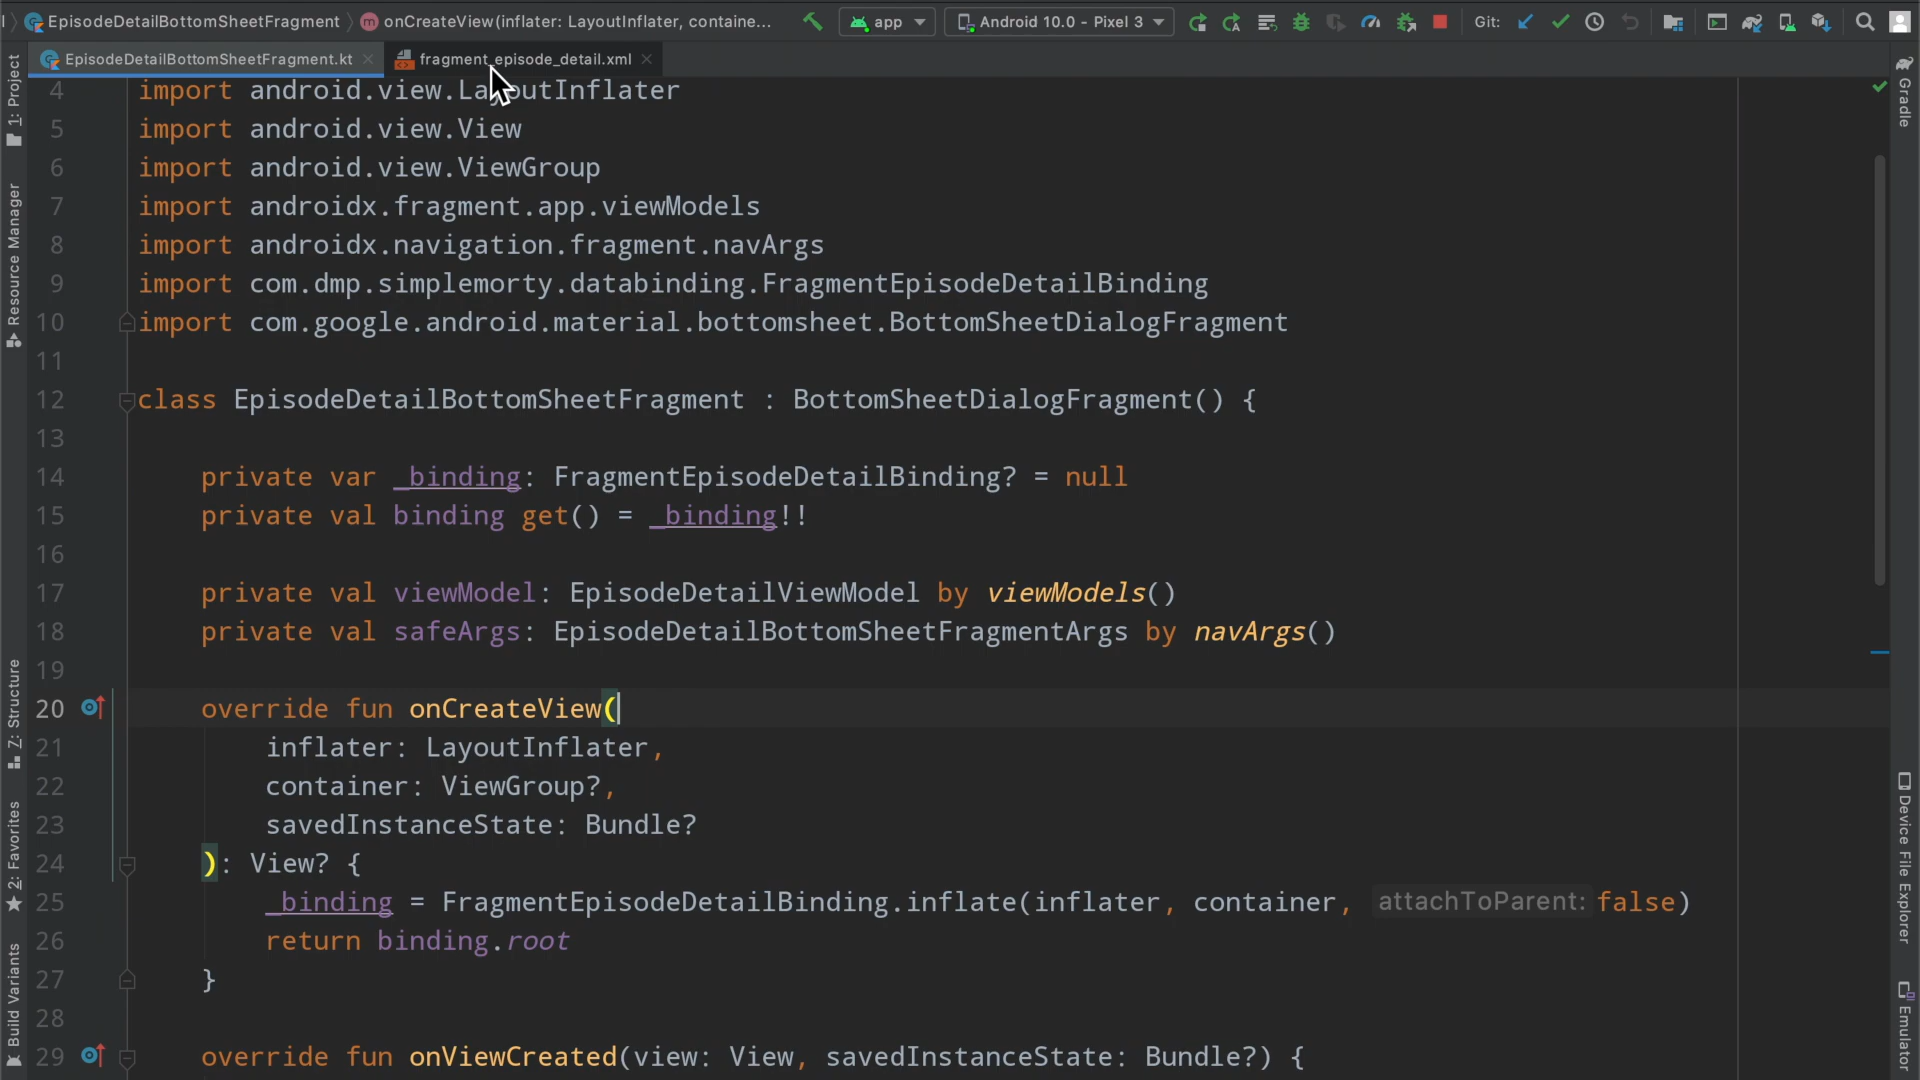 EpisodeDetailBottomSheetFragment onCreateView(inflater: LayoutInflater, containe... app Android 10.0 - Pixel 3 Git:
EpisodeDetailBottomSheetFragment.kt fragment_episode_detail.xml
1: Project
Resource Manager
Z: Structure
2: Favorites
Build Variants
4 import android.view.LayoutInflater
5 import android.view.View
6 import android.view.ViewGroup
7 import androidx.fragment.app.viewModels
8 import androidx.navigation.fragment.navArgs
9 import com.dmp.simplemorty.databinding.FragmentEpisodeDetailBinding
10 import com.google.android.material.bottomsheet.BottomSheetDialogFragment
11
12 class EpisodeDetailBottomSheetFragment : BottomSheetDialogFragment() {
13
14 private var _binding: FragmentEpisodeDetailBinding? = null
15 private val binding get() = _binding!!
16
17 private val viewModel: EpisodeDetailViewModel by viewModels()
18 private val safeArgs: EpisodeDetailBottomSheetFragmentArgs by navArgs()
19
20 override fun onCreateView(
21 inflater: LayoutInflater,
22 container: ViewGroup?,
23 savedInstanceState: Bundle?
24 ): View? {
25 _binding = FragmentEpisodeDetailBinding.inflate(inflater, container, attachToParent: false)
26 return binding.root
27 }
28
29 override fun onViewCreated(view: View, savedInstanceState: Bundle?) {
Gradle
Device File Explorer
Emulator